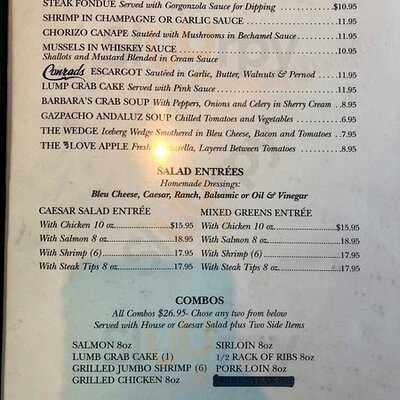 STEAK FONDUE Served with Gorgonzola Sauce for Dipping ............$10.95
SHRIMP IN CHAMPAGNE OR GARLIC SAUCE ..............................11.95
CHORIZO CANAPE Sautéed with Mushrooms in Bechamel Sauce..............11.95
MUSSELS IN WHISKEY SAUCE ..............................10.95
Shallots and Mustard Blended in Cream Sauce
Conrads ESCARGOT Sautéed in Garlic, Butter, Walnuts & Pernod .....11.95
LUMP CRAB CAKE Served with Pink Sauce..............................11.95
BARBARA'S CRAB SOUP With Peppers, Onions and Celery in Sherry Cream ..8.95
GAZPACHO ANDALUZ SOUP Chilled Tomatoes and Vegetables ..............6.95
THE WEDGE Iceberg Wedge Smothered in Bleu Cheese, Bacon and Tomatoes ..7.95
THE LOVE APPLE Fresh Layered Between Tomatoes ..............8.95
SALAD ENTRÉES
Homemade Dressings:
Bleu Cheese, Caesar, Ranch, Balsamic or Oil & Vinegar
CAESAR SALAD ENTRÉE
With Chicken 10 oz..............................$15.95
With Salmon 8 oz..............................18.95
With Shrimp (6)..............................17.95
With Steak Tips 8 oz..............................17.95
MIXED GREENS ENTRÉE
With Chicken 10 oz..............................$15.95
With Salmon 8 oz..............................18.95
With Shrimp (6)..............................17.95
With Steak Tips 8 oz..............................17.95
COMBOS
All Combos $26.95- Chose any two from below
Served with House or Caesar Salad plus Two Side Items
SALMON 8oz
LUMB CRAB CAKE (1)
GRILLED JUMBO SHRIMP (6)
GRILLED CHICKEN 8oz
SIRLOIN 8oz
1/2 RACK OF RIBS 8oz
PORK LOIN 8oz